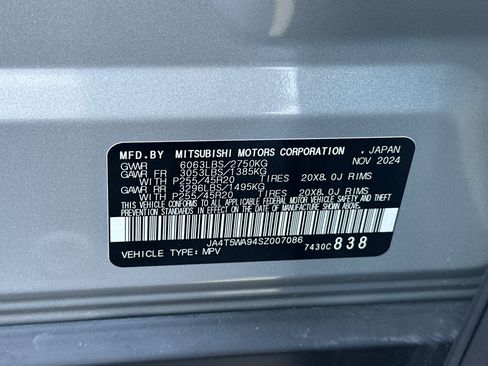 MFD.BY MITSUBISHI MOTORS CORPORATION , JAPAN
GVWR 6063LBS/2750KG NOV 2024
GAWR FR 3053LBS/1385KG
WITH P255/45R20 TIRES 20X8.0J RIMS
GAWR RR 3296LBS/1495KG
WITH P255/45R20 TIRES 20X8.0J RIMS
THIS VEHICLE CONFORMS TO ALL APPLICABLE FEDERAL MOTOR VEHICLE SAFETY AND
THEFT PREVENTION STANDARDS IN EFFECT ON THE DATE OF MANUFACTURE SHOWN ABOVE.
JA4T5WA94SZ007086
VEHICLE TYPE: MPV 7430C 838